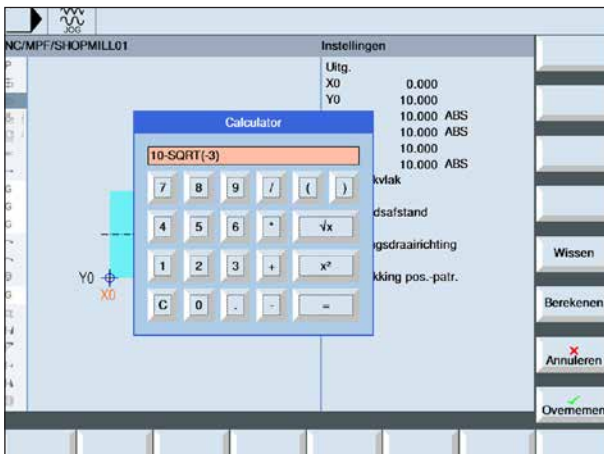 JOG
NC/MPF/SHOPMILL01
Instellingen
Uitg.
X0 0.000
Y0 10.000
10.000 ABS
10.000 ABS
10.000
10.000 ABS
kvlak
dsafstand
gsdraairichting
kking pos.-patr.
Calculator
10-SQRT(-3)
7 8 9 / ( )
4 5 6 * √x
1 2 3 + x²
C 0 . - =
Y0
X0
Wissen
Berekenen
Annuleren
Overnemen